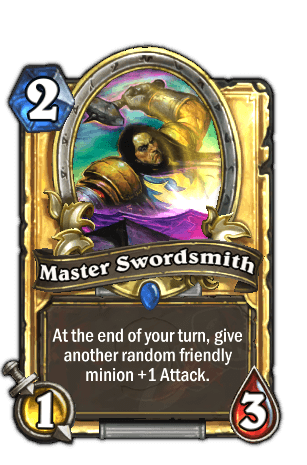 2
Master Swordsmith
At the end of your turn, give
another random friendly
minion +1 Attack.
1
3